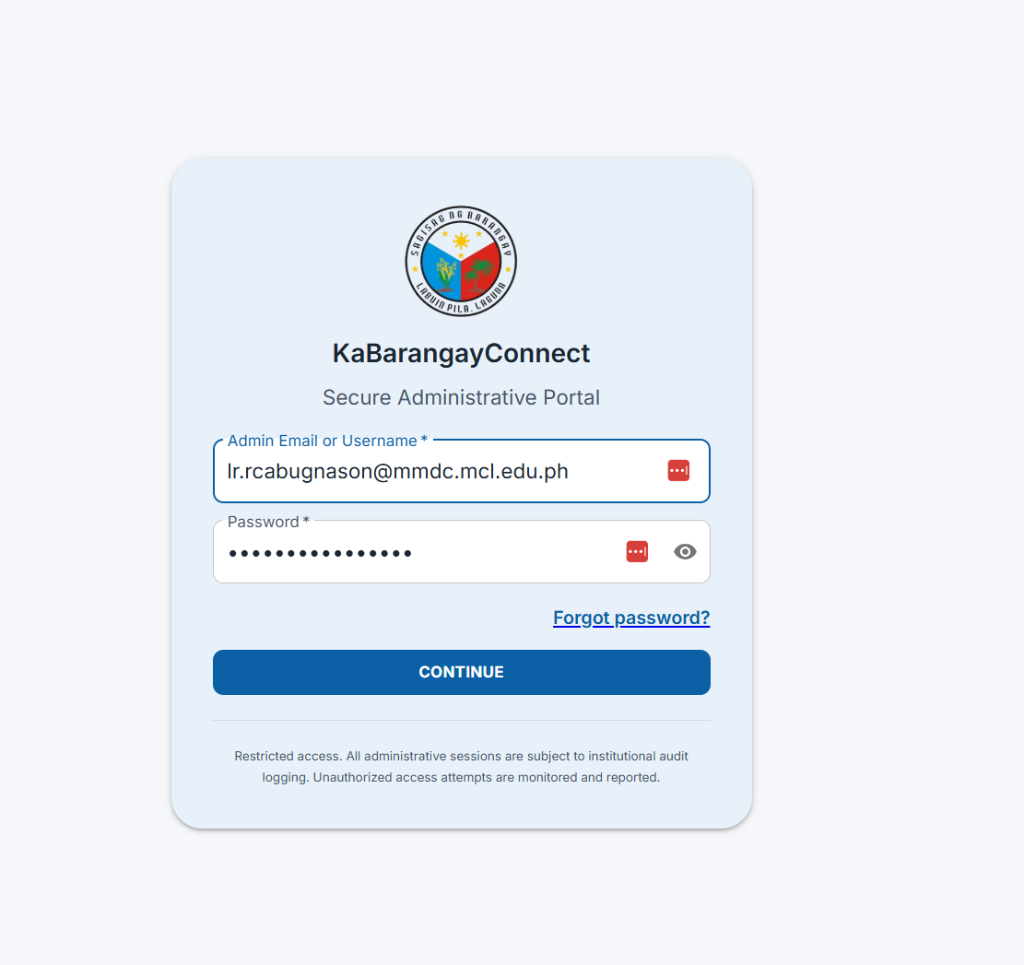 SAGISAG NG BARANGAY
LABUIN PILA, LAGUNA
KaBarangayConnect
Secure Administrative Portal
Admin Email or Username *
lr.rcabugnason@mmdc.mcl.edu.ph
Password *
••••••••••••••••
Forgot password?
CONTINUE
Restricted access. All administrative sessions are subject to institutional audit
logging. Unauthorized access attempts are monitored and reported.